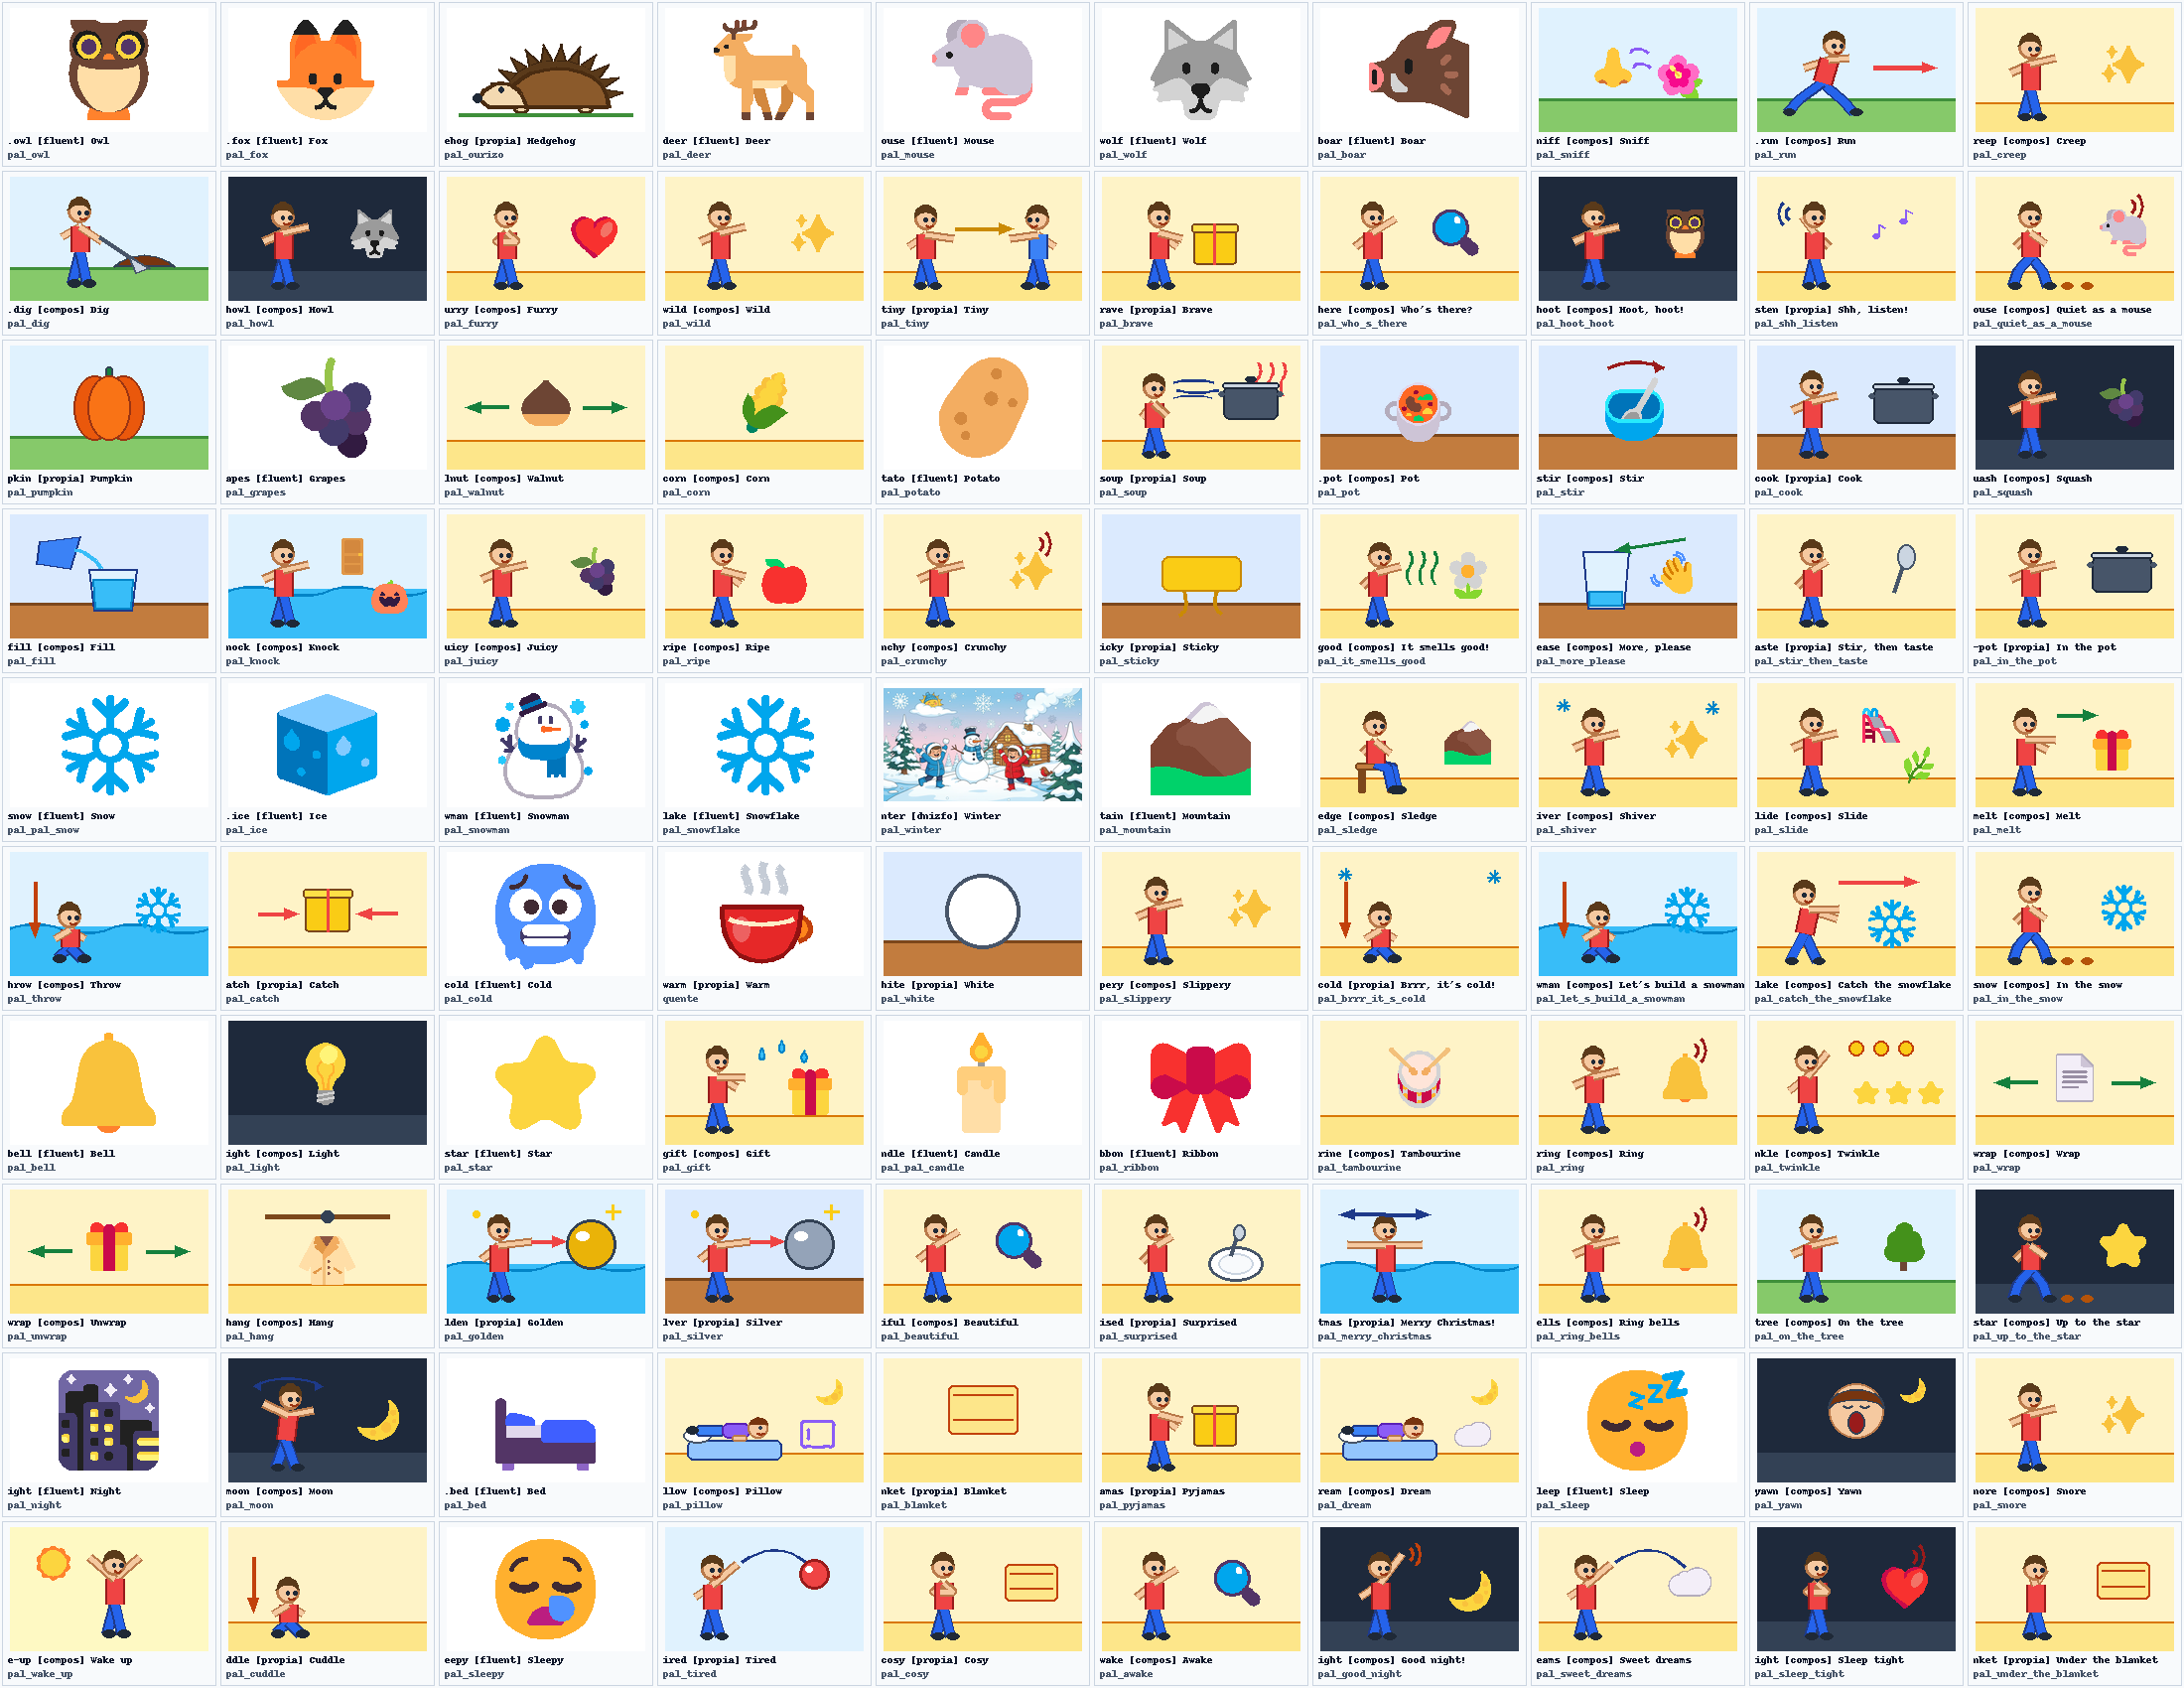 .owl [fluent] Owl
pal_owl
.fox [fluent] Fox
pal_fox
ehog [propia] Hedgehog
pal_ourizo
deer [fluent] Deer
pal_deer
ouse [fluent] Mouse
pal_mouse
wolf [fluent] Wolf
pal_wolf
boar [fluent] Boar
pal_boar
niff [compos] Sniff
pal_sniff
.run [compos] Run
pal_run
reep [compos] Creep
pal_creep
.dig [compos] Dig
pal_dig
howl [compos] Howl
pal_howl
urry [compos] Furry
pal_furry
wild [compos] Wild
pal_wild
tiny [propia] Tiny
pal_tiny
rave [propia] Brave
pal_brave
here [compos] Who's there?
pal_who_s_there
hoot [compos] Hoot, hoot!
pal_hoot_hoot
sten [propia] Shh, listen!
pal_shh_listen
ouse [compos] Quiet as a mouse
pal_quiet_as_a_mouse
pkin [propia] Pumpkin
pal_pumpkin
apes [fluent] Grapes
pal_grapes
lnut [compos] Walnut
pal_walnut
corn [compos] Corn
pal_corn
tato [fluent] Potato
pal_potato
soup [propia] Soup
pal_soup
.pot [compos] Pot
pal_pot
stir [compos] Stir
pal_stir
cook [propia] Cook
pal_cook
uash [compos] Squash
pal_squash
fill [compos] Fill
pal_fill
nock [compos] Knock
pal_knock
uicy [compos] Juicy
pal_juicy
ripe [compos] Ripe
pal_ripe
nchy [compos] Crunchy
pal_crunchy
icky [propia] Sticky
pal_sticky
good [compos] It smells good!
pal_it_smells_good
ease [compos] More, please
pal_more_please
aste [propia] Stir, then taste
pal_stir_then_taste
-pot [propia] In the pot
pal_in_the_pot
snow [fluent] Snow
pal_pal_snow
.ice [fluent] Ice
pal_ice
wman [fluent] Snowman
pal_snowman
lake [fluent] Snowflake
pal_snowflake
nter [dnizfo] Winter
pal_winter
tain [fluent] Mountain
pal_mountain
edge [compos] Sledge
pal_sledge
iver [compos] Shiver
pal_shiver
lide [compos] Slide
pal_slide
melt [compos] Melt
pal_melt
hrow [compos] Throw
pal_throw
atch [propia] Catch
pal_catch
cold [fluent] Cold
pal_cold
warm [propia] Warm
quente
hite [propia] White
pal_white
pery [compos] Slippery
pal_slippery
cold [propia] Brrr, it's cold!
pal_brrr_it_s_cold
wman [compos] Let's build a snowman
pal_let_s_build_a_snowman
lake [compos] Catch the snowflake
pal_catch_the_snowflake
snow [compos] In the snow
pal_in_the_snow
bell [fluent] Bell
pal_bell
ight [compos] Light
pal_light
star [fluent] Star
pal_star
gift [compos] Gift
pal_gift
ndle [fluent] Candle
pal_pal_candle
bbon [fluent] Ribbon
pal_ribbon
rine [compos] Tambourine
pal_tambourine
ring [compos] Ring
pal_ring
nkle [compos] Twinkle
pal_twinkle
wrap [compos] Wrap
pal_wrap
wrap [compos] Unwrap
pal_unwrap
hang [compos] Hang
pal_hang
lden [propia] Golden
pal_golden
lver [propia] Silver
pal_silver
iful [compos] Beautiful
pal_beautiful
ised [propia] Surprised
pal_surprised
tmas [propia] Merry Christmas!
pal_merry_christmas
ells [compos] Ring bells
pal_ring_bells
tree [compos] On the tree
pal_on_the_tree
star [compos] Up to the star
pal_up_to_the_star
ight [fluent] Night
pal_night
moon [compos] Moon
pal_moon
.bed [fluent] Bed
pal_bed
llow [compos] Pillow
pal_pillow
nket [propia] Blanket
pal_blanket
amas [propia] Pyjamas
pal_pyjamas
ream [compos] Dream
pal_dream
leep [fluent] Sleep
pal_sleep
yawn [compos] Yawn
pal_yawn
nore [compos] Snore
pal_snore
e-up [compos] Wake up
pal_wake_up
ddle [propia] Cuddle
pal_cuddle
eepy [fluent] Sleepy
pal_sleepy
ired [propia] Tired
pal_tired
cosy [propia] Cosy
pal_cosy
wake [compos] Awake
pal_awake
ight [compos] Good night!
pal_good_night
eams [compos] Sweet dreams
pal_sweet_dreams
ight [compos] Sleep tight
pal_sleep_tight
nket [propia] Under the blanket
pal_under_the_blanket